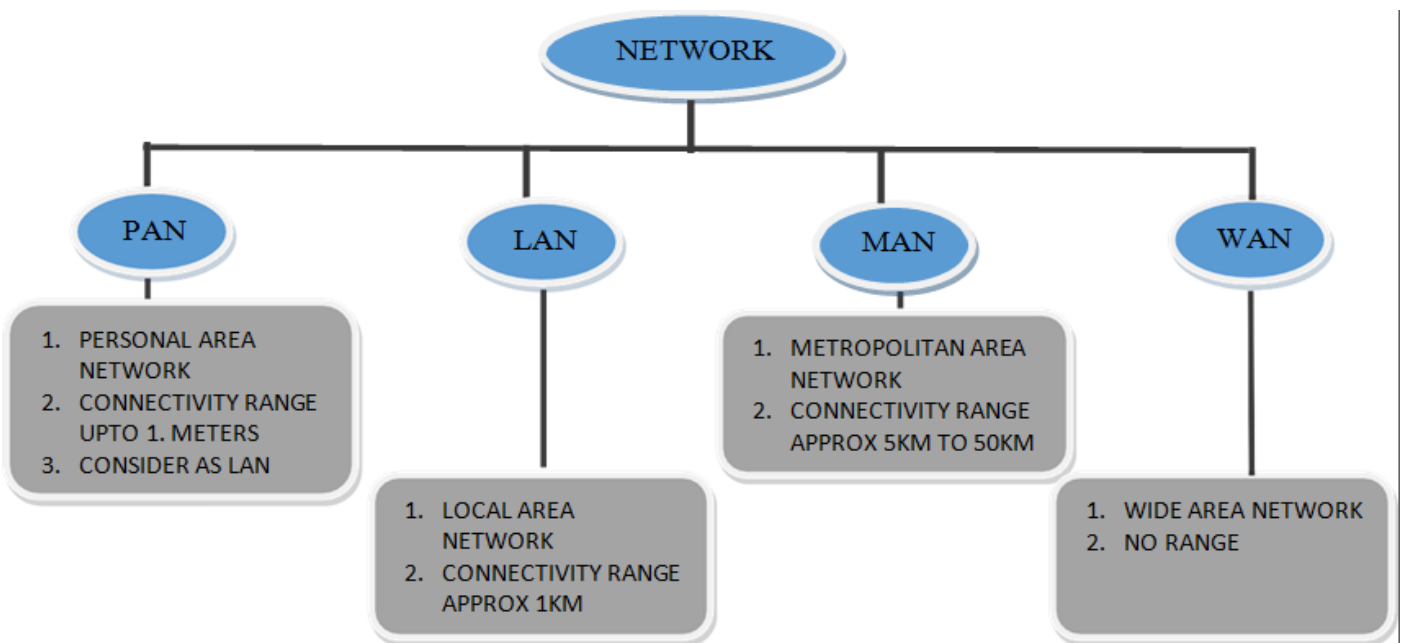 NETWORK
PAN
LAN
MAN
WAN
1. PERSONAL AREA
NETWORK
2. CONNECTIVITY RANGE
UPTO 1. METERS
3. CONSIDER AS LAN
1. LOCAL AREA
NETWORK
2. CONNECTIVITY RANGE
APPROX 1KM
1. METROPOLITAN AREA
NETWORK
2. CONNECTIVITY RANGE
APPROX 5KM TO 50KM
1. WIDE AREA NETWORK
2. NO RANGE